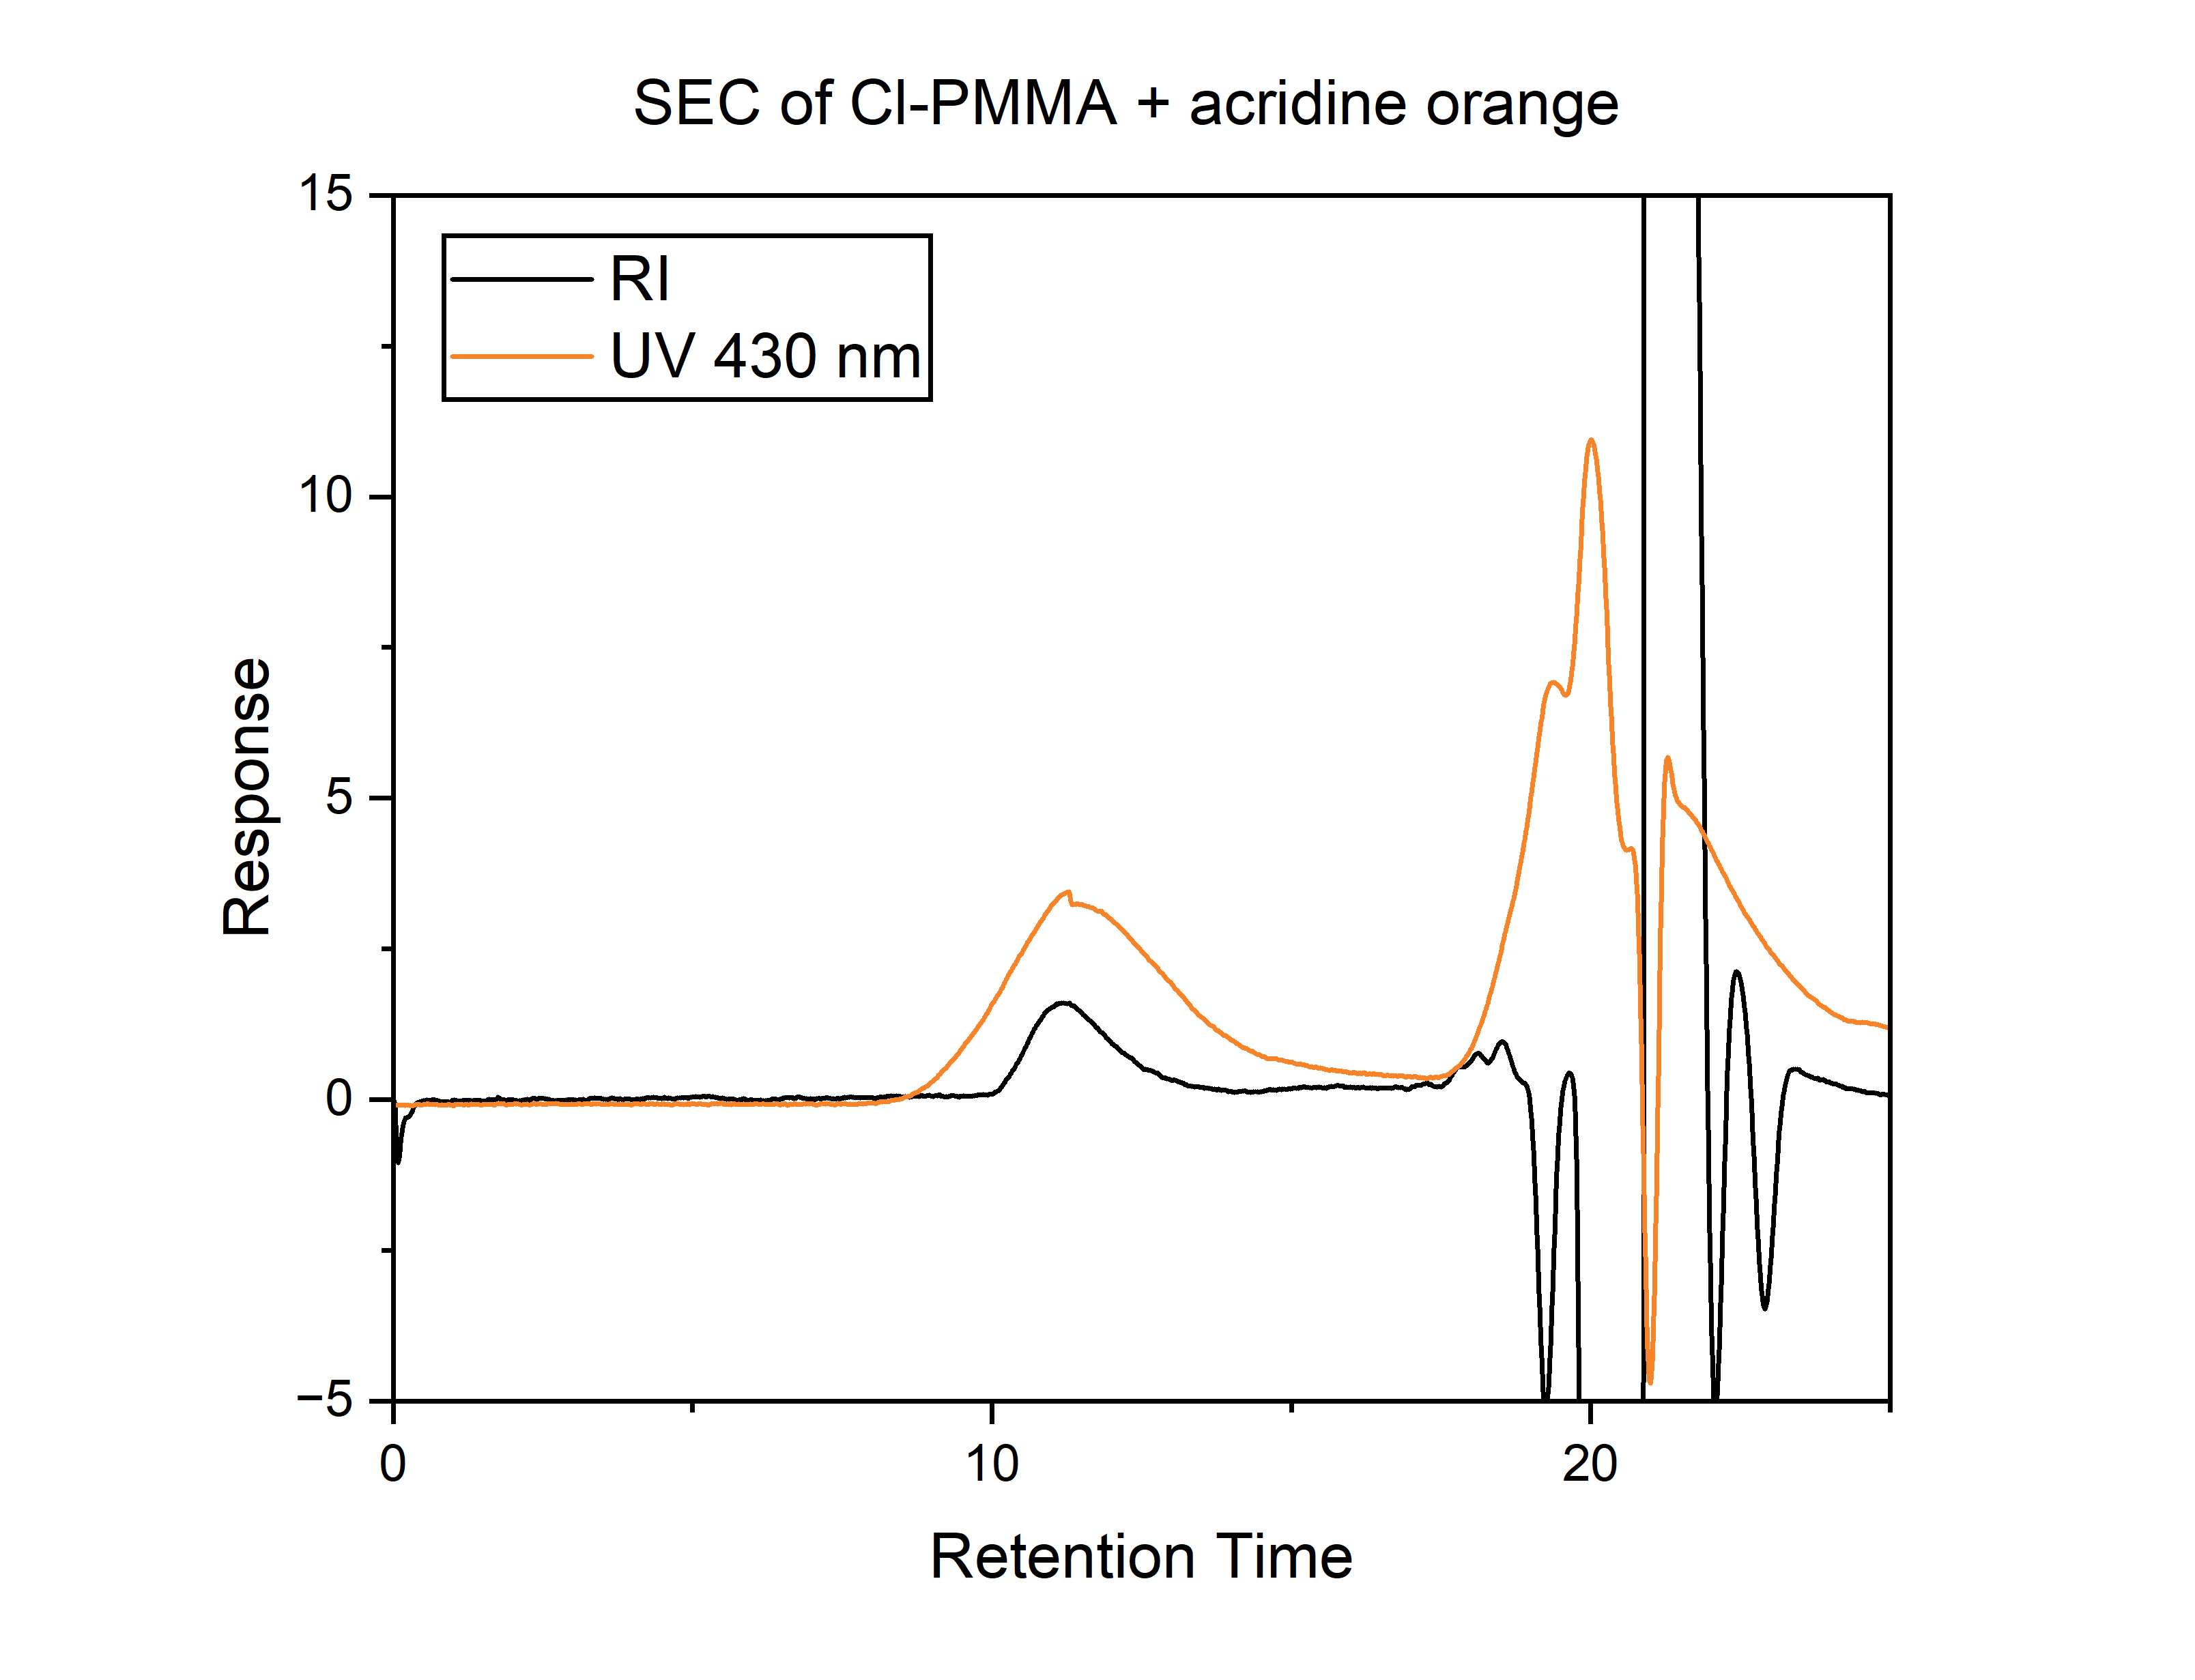 SEC of Cl-PMMA + acridine orange
RI
UV 430 nm
15
10
5
0
−5
Response
0
10
20
Retention Time